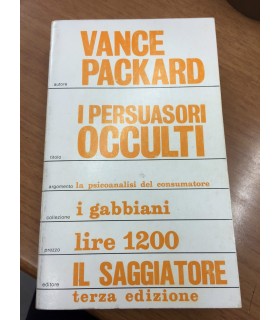 VANCE
PACKARD
autore
I PERSUASORI
OCCULTI
titolo
argomento la psicoanalisi del consumatore
i gabbiani
collezione
lire 1200
prezzo
IL SAGGIATORE
editore
terza edizione